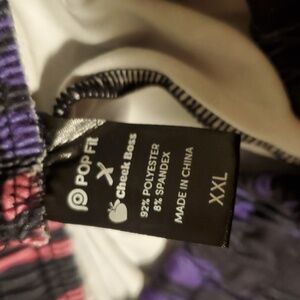 POP FIT
X
Cheek Boss
92% POLYESTER
8% SPANDEX
MADE IN CHINA
XXL